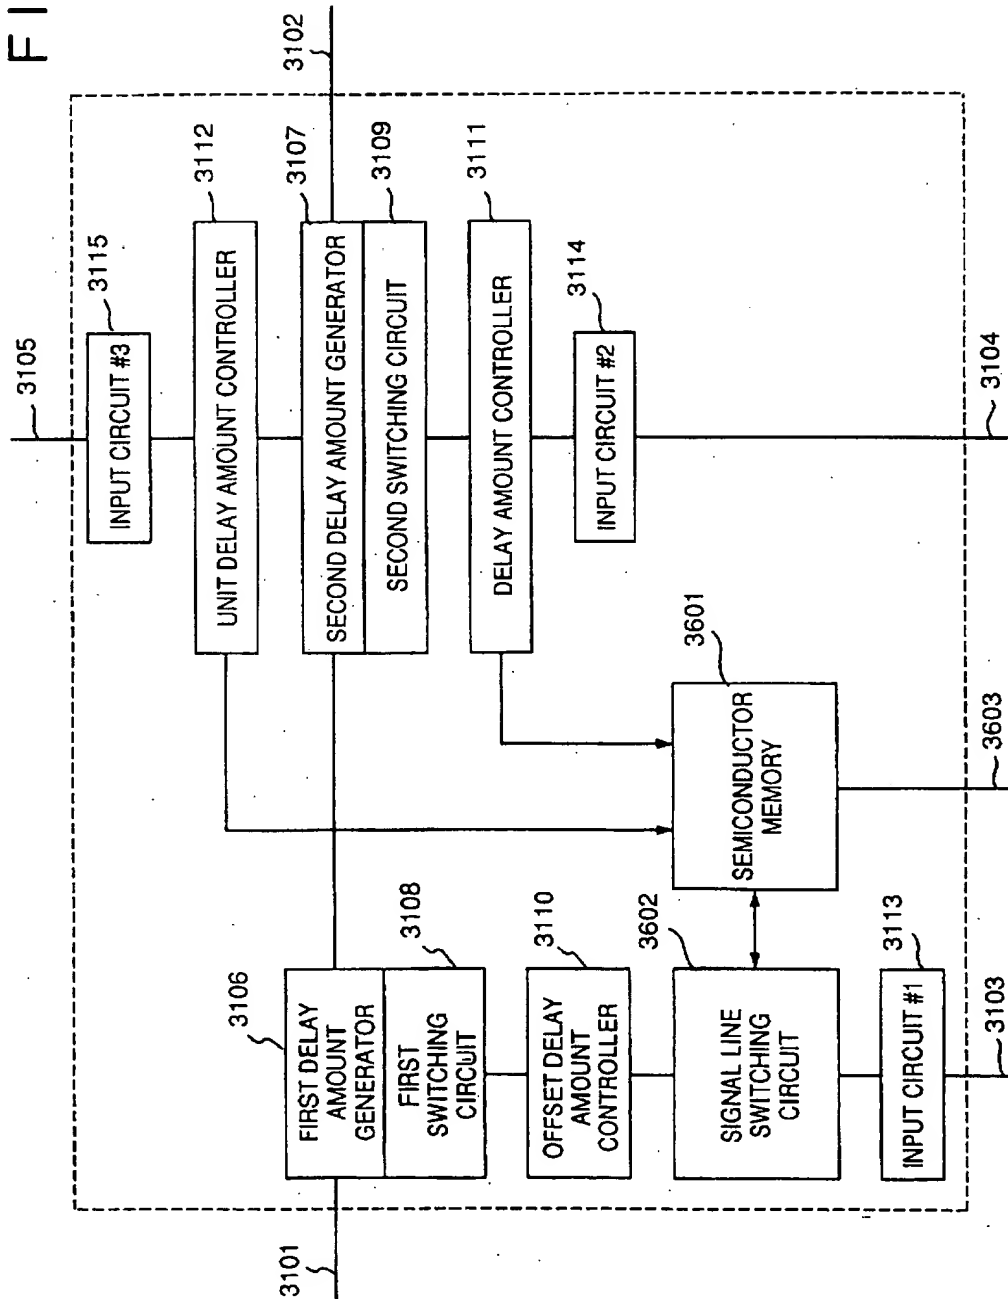 FI
3102
3105
3115
INPUT CIRCUIT #3
3112
UNIT DELAY AMOUNT CONTROLLER
3107
SECOND DELAY AMOUNT GENERATOR
3109
SECOND SWITCHING CIRCUIT
3111
DELAY AMOUNT CONTROLLER
3114
INPUT CIRCUIT #2
3104
3601
SEMICONDUCTOR
MEMORY
3603
3106
FIRST DELAY
AMOUNT
GENERATOR
3108
FIRST
SWITCHING
CIRCUIT
3110
OFFSET DELAY
AMOUNT
CONTROLLER
3602
SIGNAL LINE
SWITCHING
CIRCUIT
3113
INPUT CIRCUIT #1
3103
3101